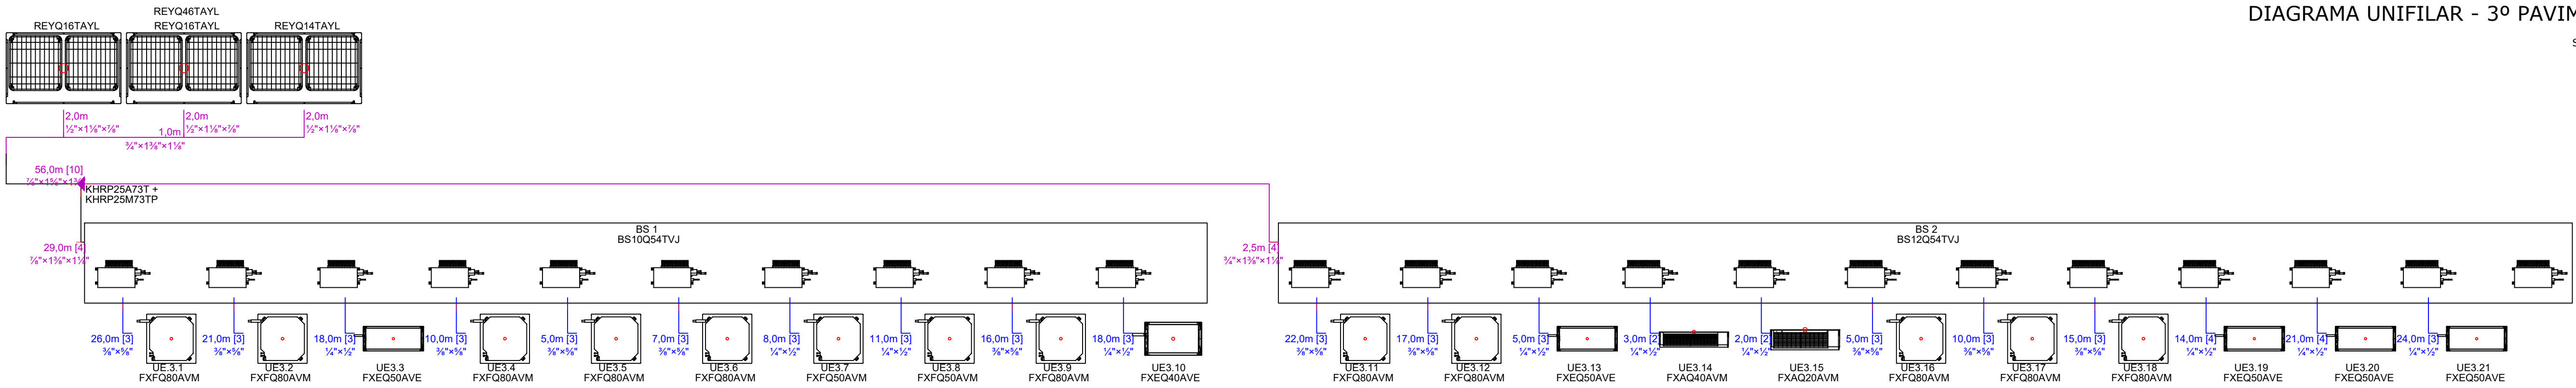 DIAGRAMA UNIFILAR - 3º PAVIM
S
REYQ46TAYL
REYQ16TAYL
REYQ16TAYL
REYQ14TAYL
2,0m
½"×1⅛"×⅞"
2,0m
½"×1⅛"×⅞"
2,0m
½"×1⅛"×⅞"
1,0m
¾"×1⅜"×1⅛"
56,0m [10]
KHRP25A73T +
KHRP25M73TP
29,0m [4]
BS 1
BS10Q54TVJ
2,5m [4]
BS 2
BS12Q54TVJ
26,0m [3]
⅜"×⅝"
UE3.1
FXFQ80AVM
21,0m [3]
⅜"×⅝"
UE3.2
FXFQ80AVM
18,0m [3]
¼"×½"
UE3.3
FXEQ50AVE
10,0m [3]
⅜"×⅝"
UE3.4
FXFQ80AVM
5,0m [3]
⅜"×⅝"
UE3.5
FXFQ80AVM
7,0m [3]
⅜"×⅝"
UE3.6
FXFQ80AVM
8,0m [3]
¼"×½"
UE3.7
FXFQ50AVM
11,0m [3]
¼"×½"
UE3.8
FXFQ50AVM
16,0m [3]
⅜"×⅝"
UE3.9
FXFQ80AVM
18,0m [3]
¼"×½"
UE3.10
FXEQ40AVE
22,0m [3]
⅜"×⅝"
UE3.11
FXFQ80AVM
17,0m [3]
⅜"×⅝"
UE3.12
FXFQ80AVM
5,0m [3]
¼"×½"
UE3.13
FXEQ50AVE
3,0m [2]
¼"×½"
UE3.14
FXAQ40AVM
2,0m [2]
¼"×½"
UE3.15
FXAQ20AVM
5,0m [3]
⅜"×⅝"
UE3.16
FXFQ80AVM
10,0m [3]
⅜"×⅝"
UE3.17
FXFQ80AVM
15,0m [3]
⅜"×⅝"
UE3.18
FXFQ80AVM
14,0m [4]
¼"×½"
UE3.19
FXEQ50AVE
21,0m [4]
¼"×½"
UE3.20
FXEQ50AVE
24,0m [3]
¼"×½"
UE3.21
FXEQ50AVE